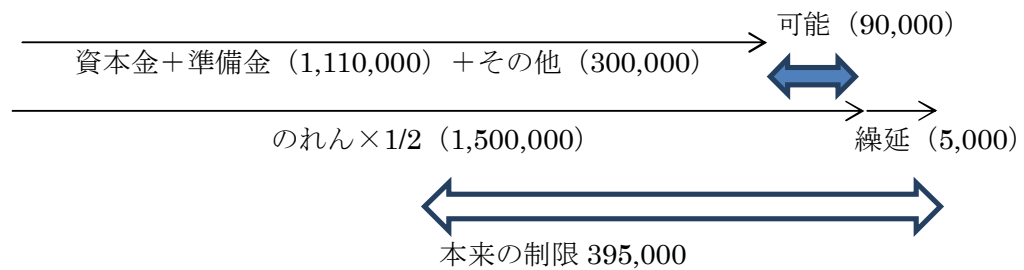 可能（90,000）
資本金＋準備金（1,110,000）＋その他（300,000）
のれん×1/2（1,500,000）
繰延（5,000）
本来の制限 395,000